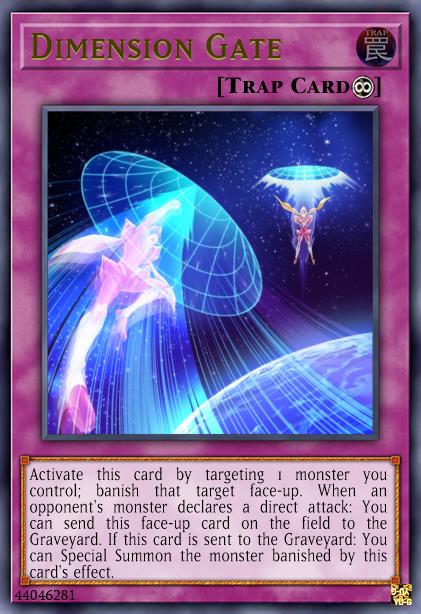 Dimension Gate
TRAP
罠
[Trap Card]
Activate this card by targeting 1 monster you
control; banish that target face-up. When an
opponent's monster declares a direct attack: You
can send this face-up card on the field to the
Graveyard. If this card is sent to the Graveyard: You
can Special Summon the monster banished by this
card's effect.
44046281